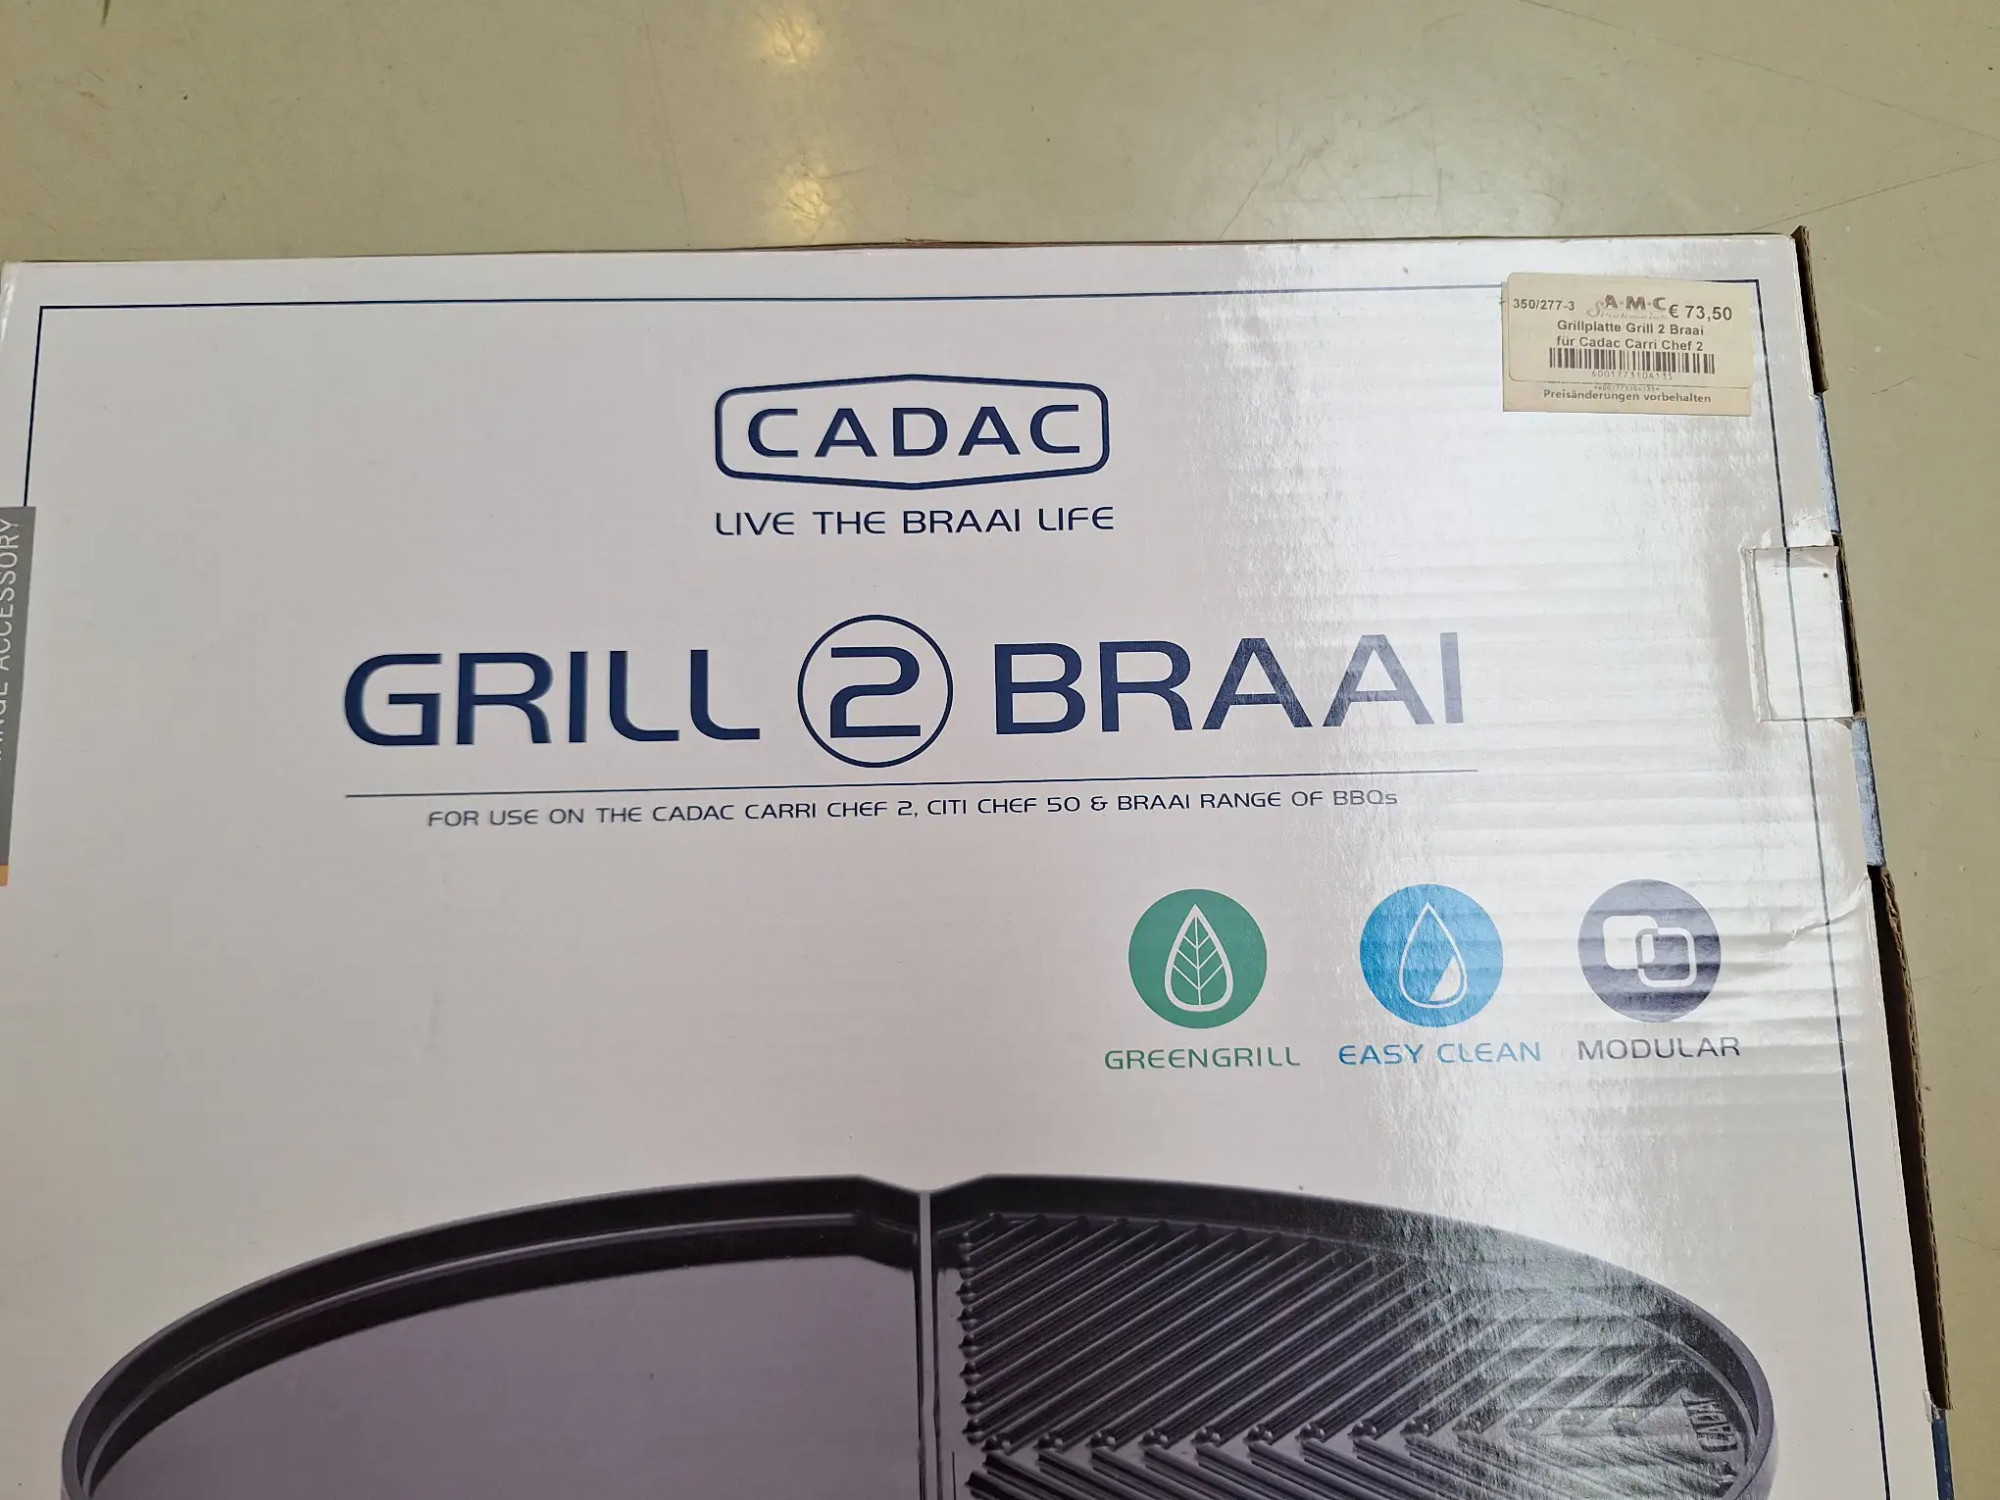 350/277-3 A·M·C € 73,50
Grillplatte Grill 2 Braai
für Cadac Carri Chef 2
6001773104135
Preisänderungen vorbehalten
CADAC
LIVE THE BRAAI LIFE
ACCESSORY
GRILL 2 BRAAI
FOR USE ON THE CADAC CARRI CHEF 2, CITI CHEF 50 & BRAAI RANGE OF BBQs
GREENGRILL EASY CLEAN MODULAR
CADAC